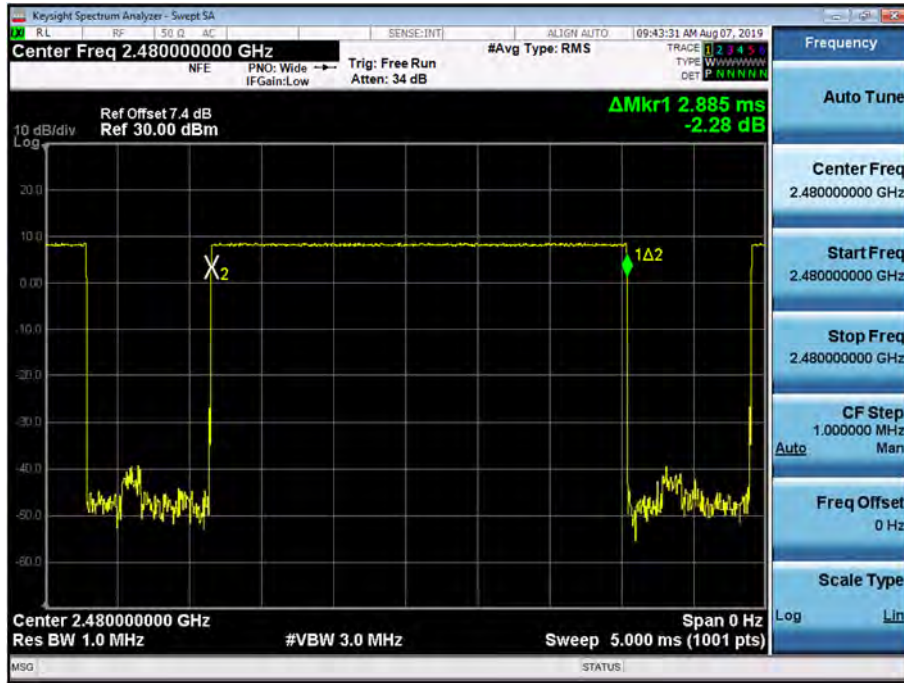 Keysight Spectrum Analyzer - Swept SA
RL RF 50 Ω AC SENSE:INT ALIGN AUTO 09:43:31 AM Aug 07, 2019
Center Freq 2.480000000 GHz #Avg Type: RMS TRACE 1 2 3 4 5 6
NFE PNO: Wide Trig: Free Run TYPE WWWWWW
IFGain:Low Atten: 34 dB DET P N N N N N
Ref Offset 7.4 dB ΔMkr1 2.885 ms
10 dB/div Ref 30.00 dBm -2.28 dB
Log
20.0
10.0
0.00
-10.0
-20.0
-30.0
-40.0
-50.0
-60.0
2
1Δ2
Center 2.480000000 GHz Span 0 Hz
Res BW 1.0 MHz #VBW 3.0 MHz Sweep 5.000 ms (1001 pts)
MSG STATUS
Frequency
Auto Tune
Center Freq
2.480000000 GHz
Start Freq
2.480000000 GHz
Stop Freq
2.480000000 GHz
CF Step
1.000000 MHz
Auto Man
Freq Offset
0 Hz
Scale Type
Log Lin